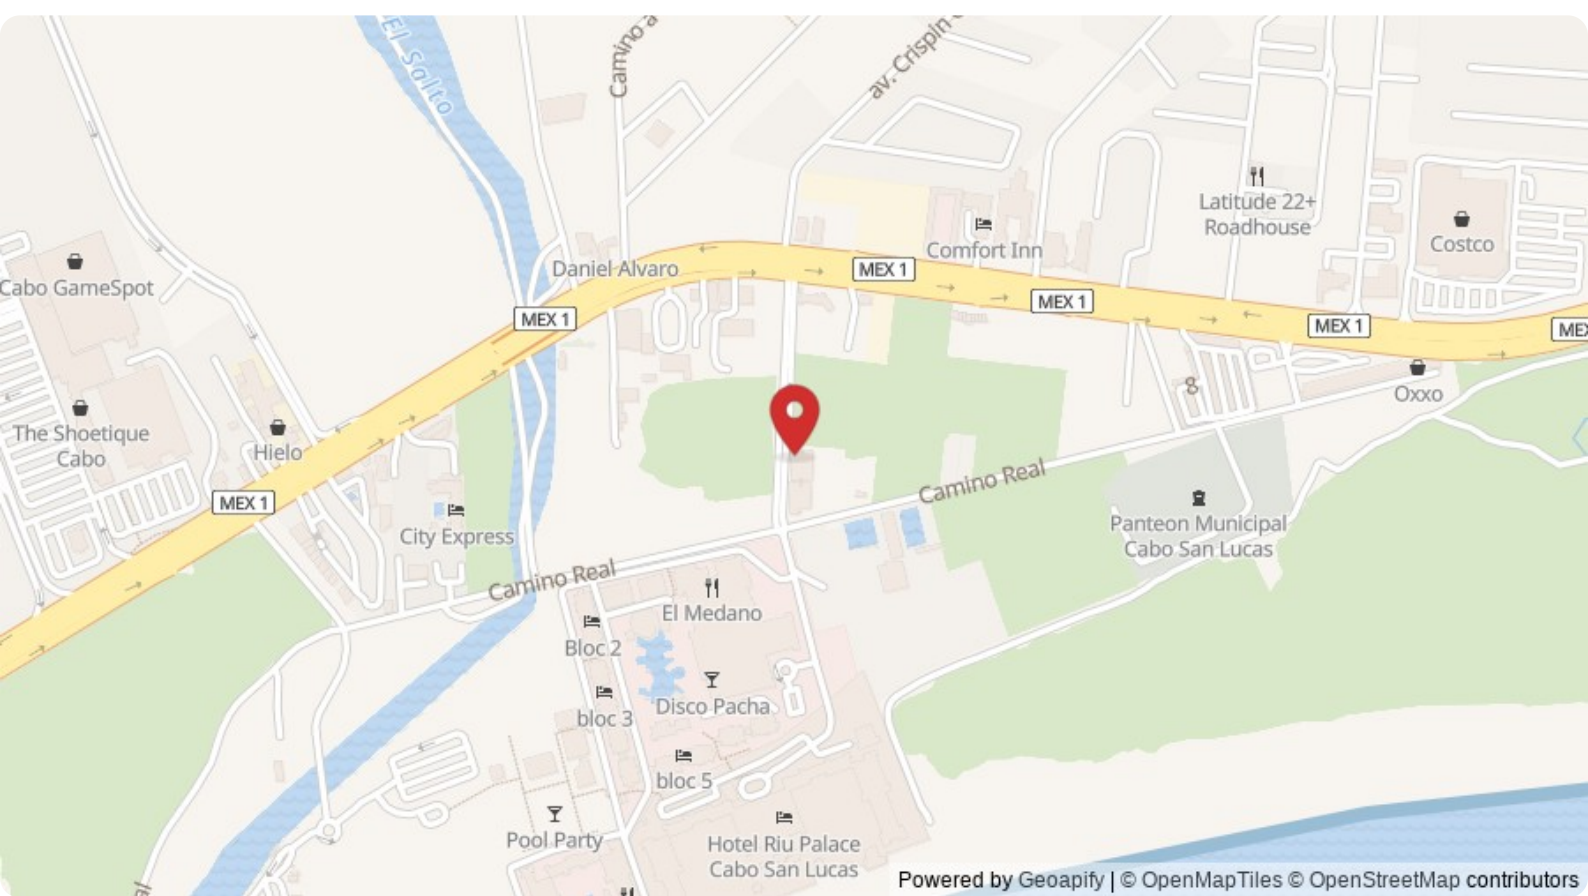 El Salto
Camino a
av. Crispin
Latitude 22+
Roadhouse
Costco
Comfort Inn
Cabo GameSpot
Daniel Alvaro
MEX 1
MEX 1
MEX 1
MEX 1
MEX
8
Oxxo
The Shoetique
Cabo
Hielo
MEX 1
Camino Real
City Express
Panteon Municipal
Cabo San Lucas
Camino Real
El Medano
Bloc 2
bloc 3
Disco Pacha
bloc 5
Pool Party
Hotel Riu Palace
Cabo San Lucas
Powered by Geoapify | © OpenMapTiles © OpenStreetMap contributors